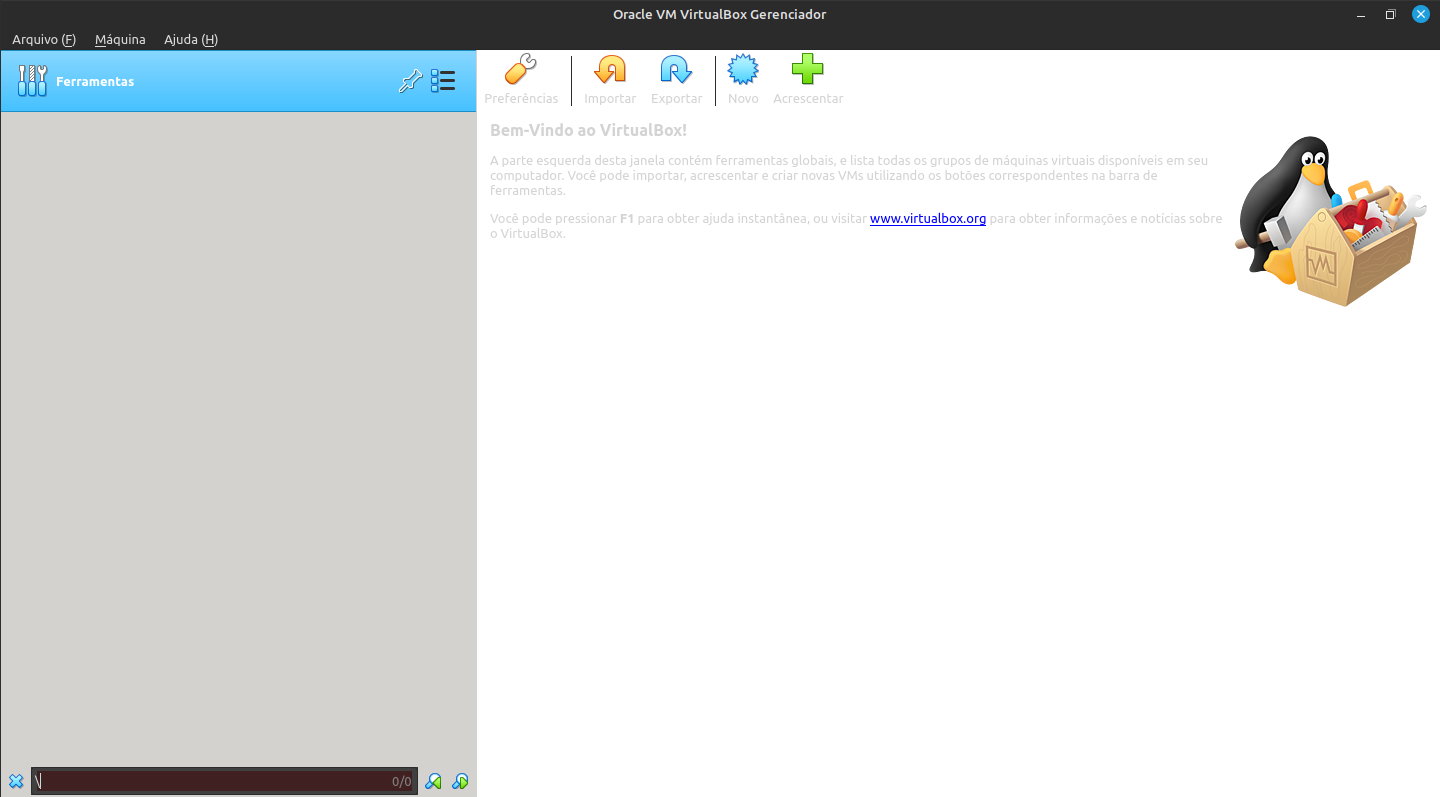 Oracle VM VirtualBox Gerenciador
Arquivo (F) Máquina Ajuda (H)
Ferramentas
Preferências Importar Exportar Novo Acrescentar
Bem-Vindo ao VirtualBox!
A parte esquerda desta janela contém ferramentas globais, e lista todas os grupos de máquinas virtuais disponíveis em seu
computador. Você pode importar, acrescentar e criar novas VMs utilizando os botões correspondentes na barra de
ferramentas.
Você pode pressionar F1 para obter ajuda instantânea, ou visitar www.virtualbox.org para obter informações e notícias sobre
o VirtualBox.
\ 0/0